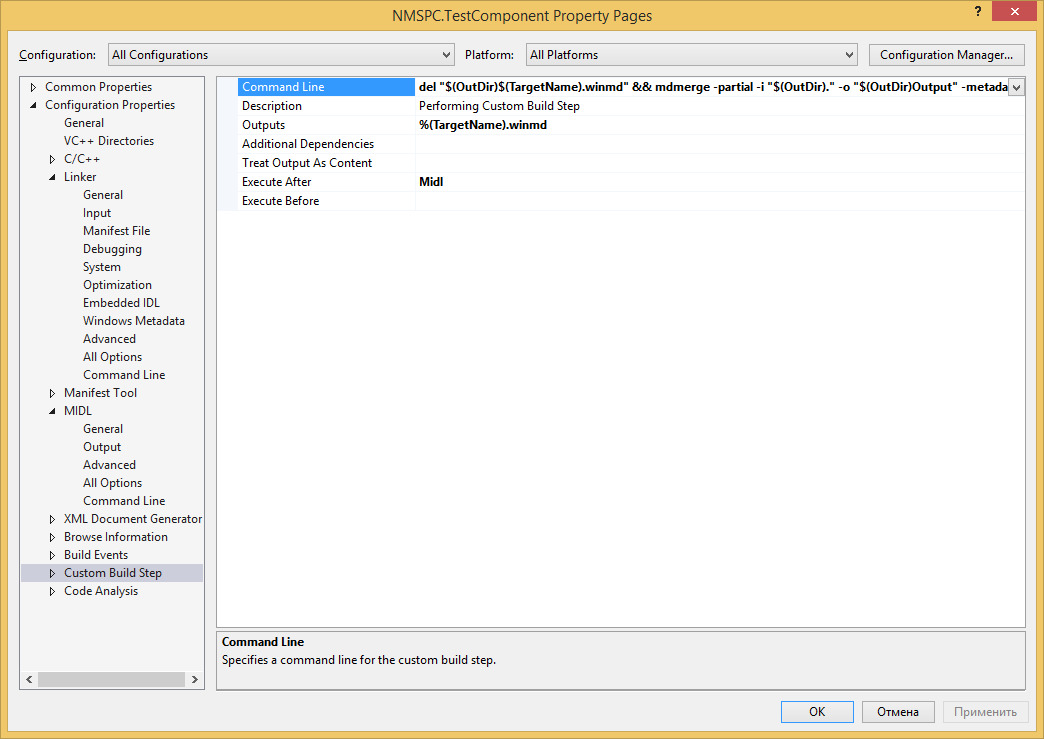 NMSPC.TestComponent Property Pages
?
Configuration: All Configurations Platform: All Platforms Configuration Manager...
Common Properties
Configuration Properties
General
VC++ Directories
C/C++
Linker
General
Input
Manifest File
Debugging
System
Optimization
Embedded IDL
Windows Metadata
Advanced
All Options
Command Line
Manifest Tool
MIDL
General
Output
Advanced
All Options
Command Line
XML Document Generator
Browse Information
Build Events
Custom Build Step
Code Analysis
Command Line del "$(OutDir)$(TargetName).winmd" && mdmerge -partial -i "$(OutDir)." -o "$(OutDir)Output" -metada
Description Performing Custom Build Step
Outputs %(TargetName).winmd
Additional Dependencies
Treat Output As Content
Execute After Midl
Execute Before
Command Line
Specifies a command line for the custom build step.
OK Отмена Применить